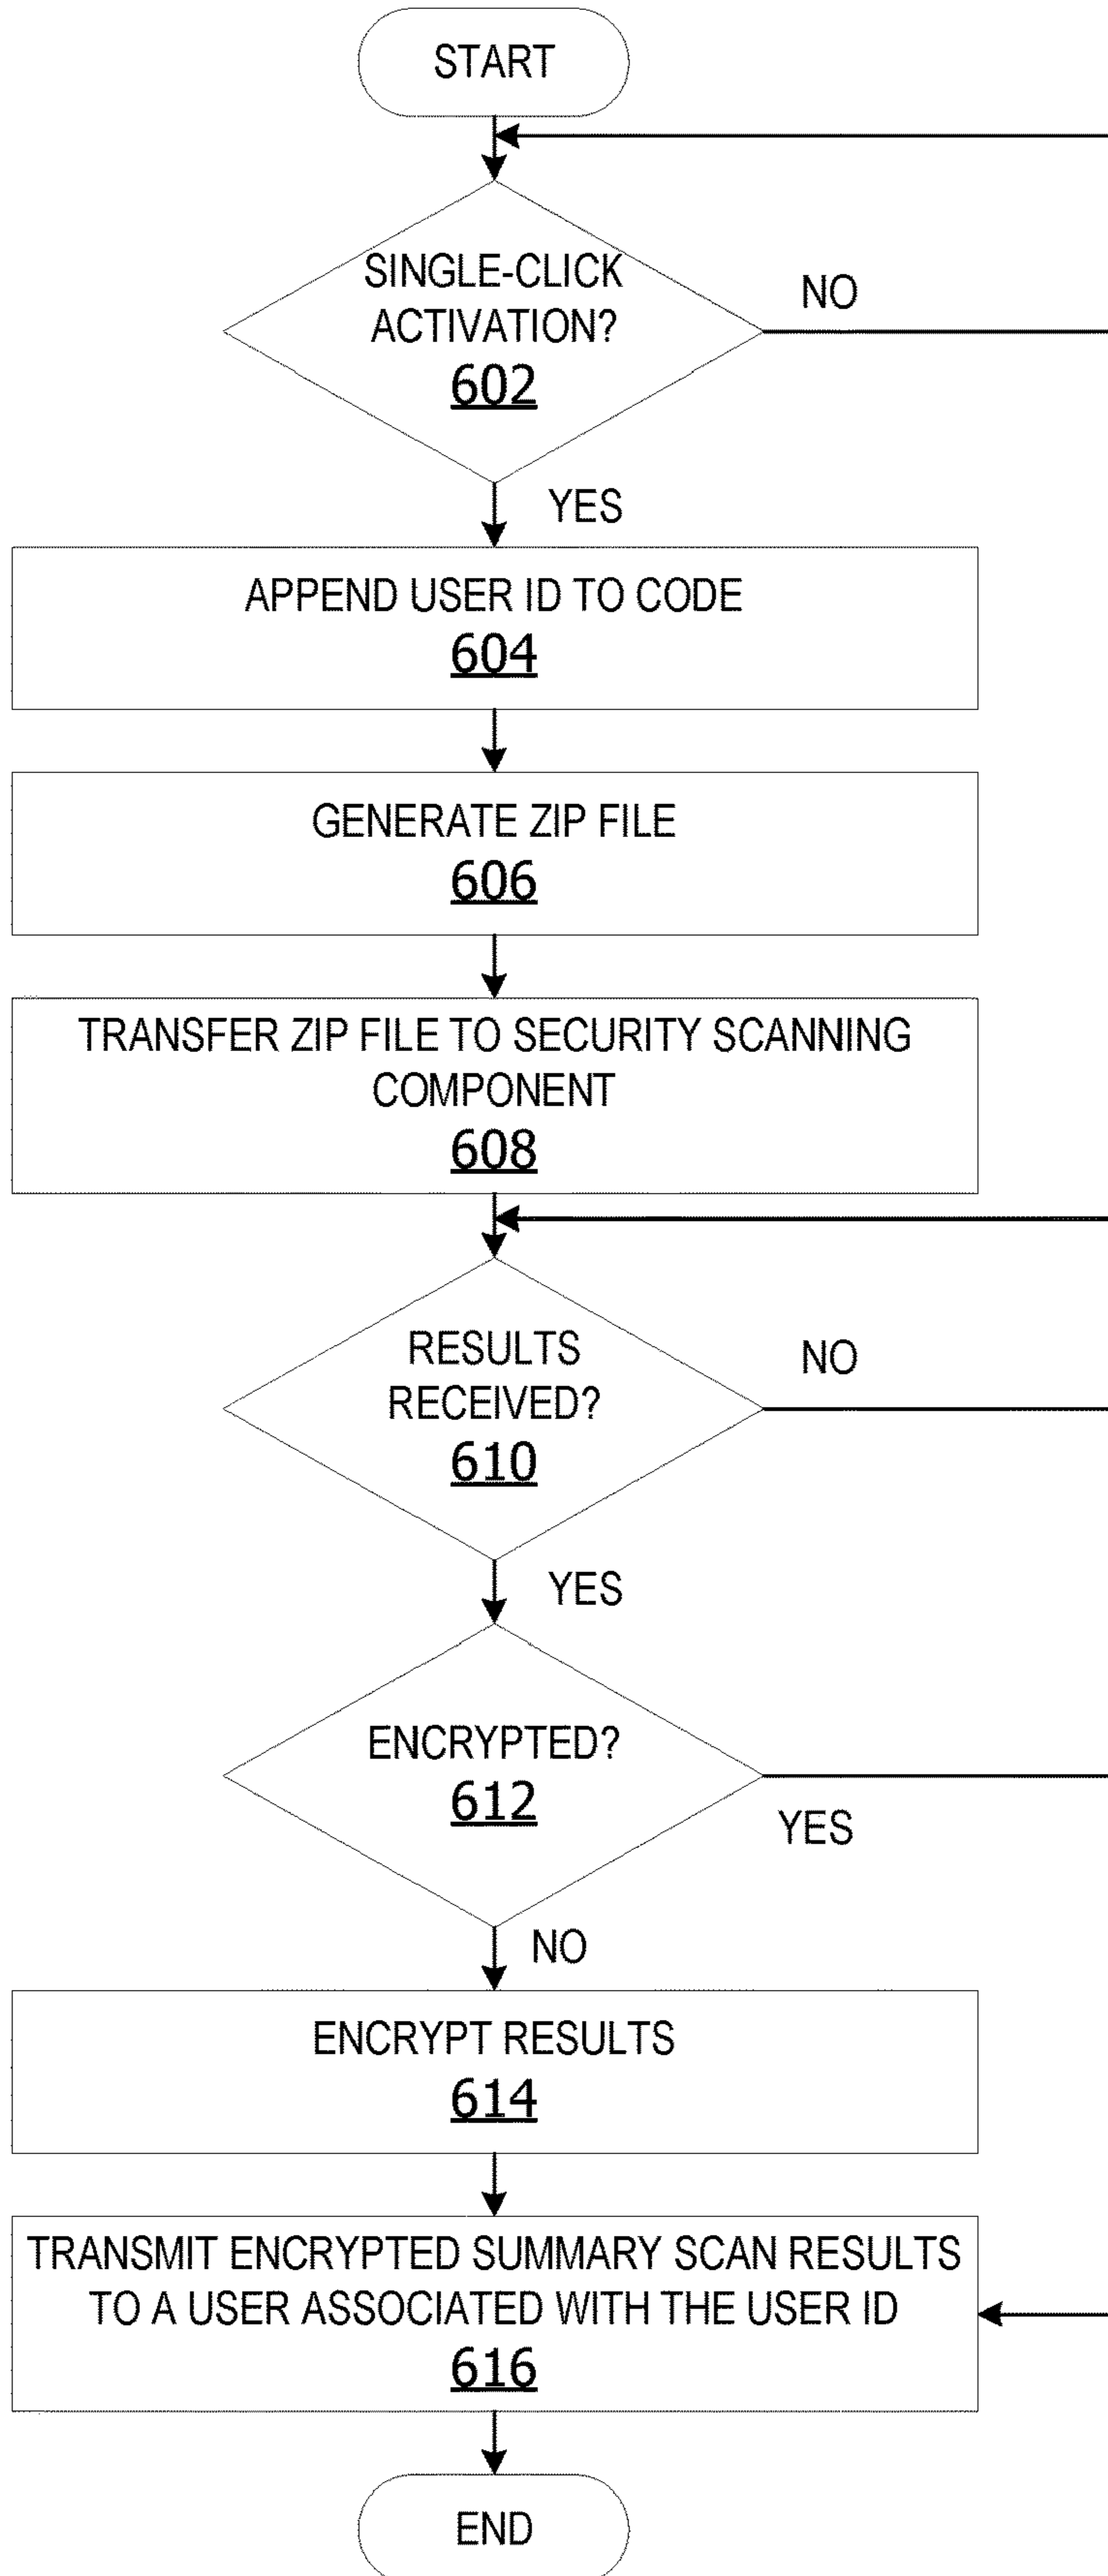 START
SINGLE-CLICK
ACTIVATION?
602
NO
YES
APPEND USER ID TO CODE
604
GENERATE ZIP FILE
606
TRANSFER ZIP FILE TO SECURITY SCANNING
COMPONENT
608
RESULTS
RECEIVED?
610
NO
YES
ENCRYPTED?
612
YES
NO
ENCRYPT RESULTS
614
TRANSMIT ENCRYPTED SUMMARY SCAN RESULTS
TO A USER ASSOCIATED WITH THE USER ID
616
END